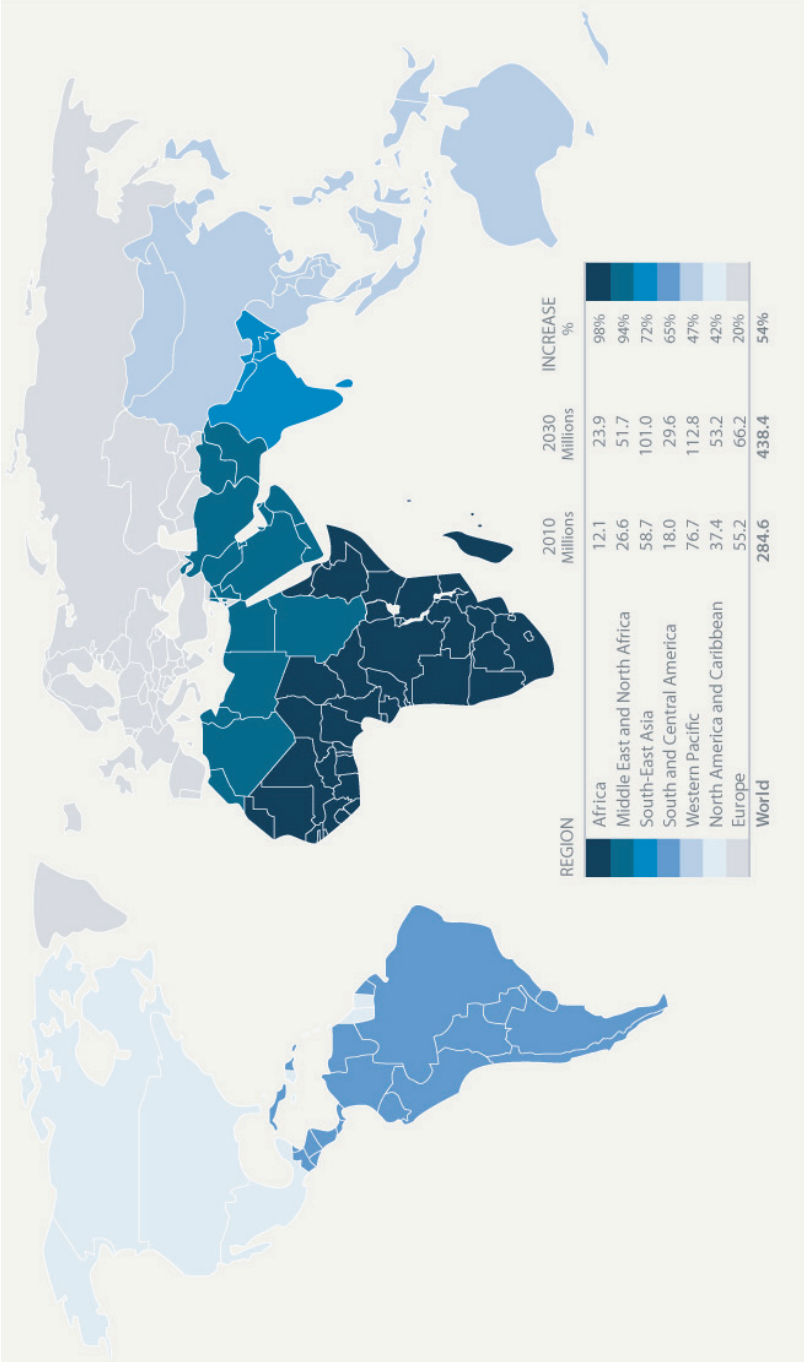 REGION 2010 2030 INCREASE
Millions Millions %
Africa 12.1 23.9 98%
Middle East and North Africa 26.6 51.7 94%
South-East Asia 58.7 101.0 72%
South and Central America 18.0 29.6 65%
Western Pacific 76.7 112.8 47%
North America and Caribbean 37.4 53.2 42%
Europe 55.2 66.2 20%
World 284.6 438.4 54%